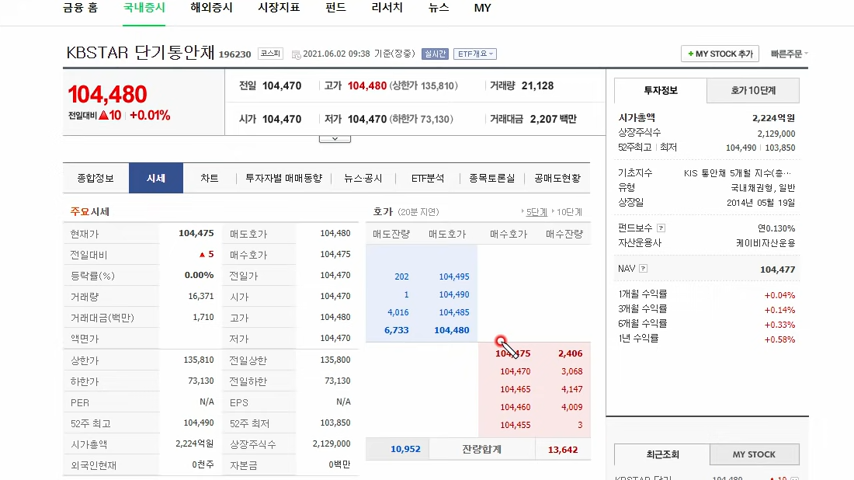 금융 홈 국내증시 해외증시 시장지표 펀드 리서치 뉴스 MY
KBSTAR 단기통안채 196230 코스피 2021.06.02 09:38 기준(장중) 실시간 ETF개요
+ MY STOCK 추가 빠른주문
104,480
전일대비 ▲10 +0.01%
전일 104,470 고가 104,480 (상한가 135,810) 거래량 21,128
시가 104,470 저가 104,470 (하한가 73,130) 거래대금 2,207 백만
종합정보 시세 차트 투자자별 매매동향 뉴스·공시 ETF분석 종목토론실 공매도현황
주요시세
현재가 104,475 매도호가 104,480
전일대비 ▲ 5 매수호가 104,475
등락률(%) 0.00% 전일가 104,470
거래량 16,371 시가 104,470
거래대금(백만) 1,710 고가 104,480
액면가 저가 104,470
상한가 135,810 전일상한 135,800
하한가 73,130 전일하한 73,130
PER N/A EPS N/A
52주 최고 104,490 52주 최저 103,850
시가총액 2,224억원 상장주식수 2,129,000
외국인현재 0천주 자본금 0백만
호가 (20분 지연) 5단계 10단계
매도잔량 매도호가 매수호가 매수잔량
202 104,495
1 104,490
4,016 104,485
6,733 104,480
104,475 2,406
104,470 3,068
104,465 4,147
104,460 4,009
104,455 3
10,952 잔량합계 13,642
투자정보 호가 10단계
시가총액 2,224억원
상장주식수 2,129,000
52주최고 최저 104,490 103,850
기초지수 KIS 통안채 5개월 지수(총…
유형 국내채권형, 일반
상장일 2014년 05월 19일
펀드보수 ? 연0.130%
자산운용사 케이비자산운용
NAV ? 104,477
1개월 수익률 +0.04%
3개월 수익률 +0.14%
6개월 수익률 +0.33%
1년 수익률 +0.58%
최근조회 MY STOCK
KBSTAR 단기 104,480 ▲ 10